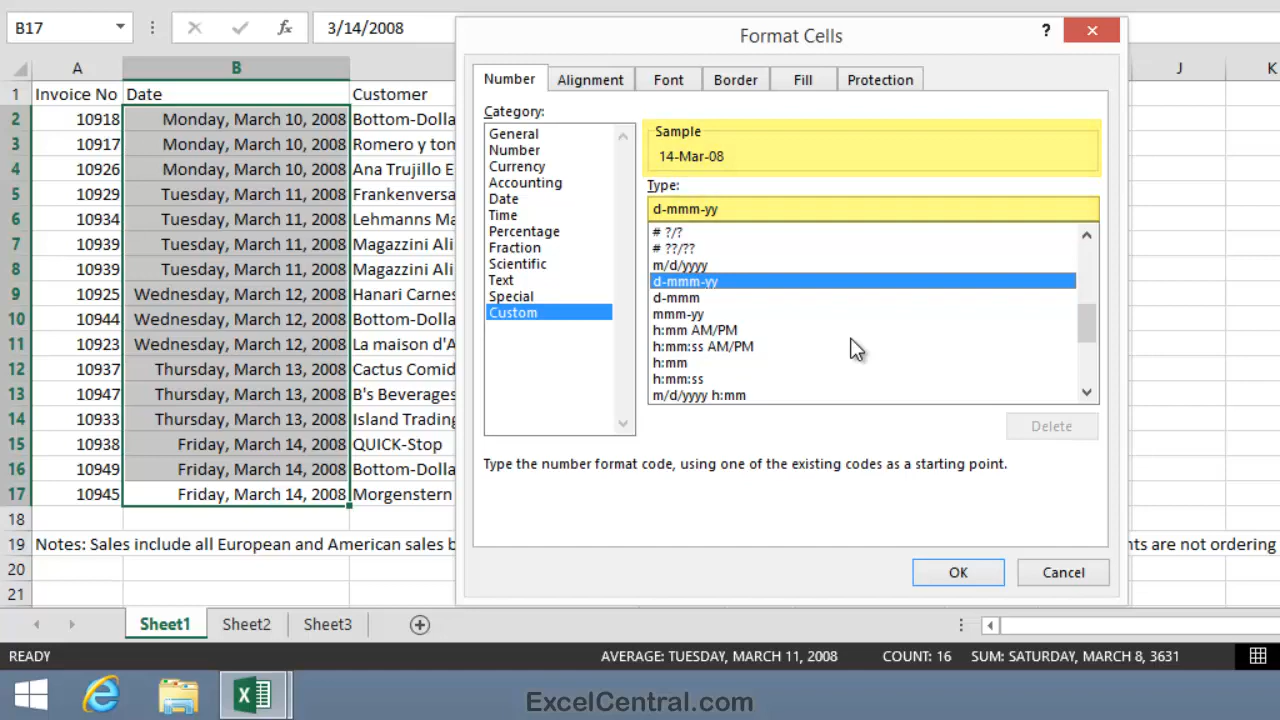 B17
fx
3/14/2008
A B J K
1 Invoice No Date Customer
2 10918 Monday, March 10, 2008 Bottom-Dolla
3 10917 Monday, March 10, 2008 Romero y tom
4 10926 Monday, March 10, 2008 Ana Trujillo E
5 10929 Tuesday, March 11, 2008 Frankenversa
6 10934 Tuesday, March 11, 2008 Lehmanns Ma
7 10939 Tuesday, March 11, 2008 Magazzini Ali
8 10939 Tuesday, March 11, 2008 Magazzini Ali
9 10925 Wednesday, March 12, 2008 Hanari Carnes
10 10944 Wednesday, March 12, 2008 Bottom-Dolla
11 10923 Wednesday, March 12, 2008 La maison d'A
12 10937 Thursday, March 13, 2008 Cactus Comid
13 10947 Thursday, March 13, 2008 B's Beverages
14 10933 Thursday, March 13, 2008 Island Trading
15 10938 Friday, March 14, 2008 QUICK-Stop
16 10949 Friday, March 14, 2008 Bottom-Dolla
17 10945 Friday, March 14, 2008 Morgenstern
18
19 Notes: Sales include all European and American sales b nts are not ordering
20
21
Format Cells
?
Number Alignment Font Border Fill Protection
Category:
General
Number
Currency
Accounting
Date
Time
Percentage
Fraction
Scientific
Text
Special
Custom
Sample
14-Mar-08
Type:
d-mmm-yy
# ?/?
# ??/??
m/d/yyyy
d-mmm-yy
d-mmm
mmm-yy
h:mm AM/PM
h:mm:ss AM/PM
h:mm
h:mm:ss
m/d/yyyy h:mm
Delete
Type the number format code, using one of the existing codes as a starting point.
OK Cancel
Sheet1 Sheet2 Sheet3
READY AVERAGE: TUESDAY, MARCH 11, 2008 COUNT: 16 SUM: SATURDAY, MARCH 8, 3631
ExcelCentral.com